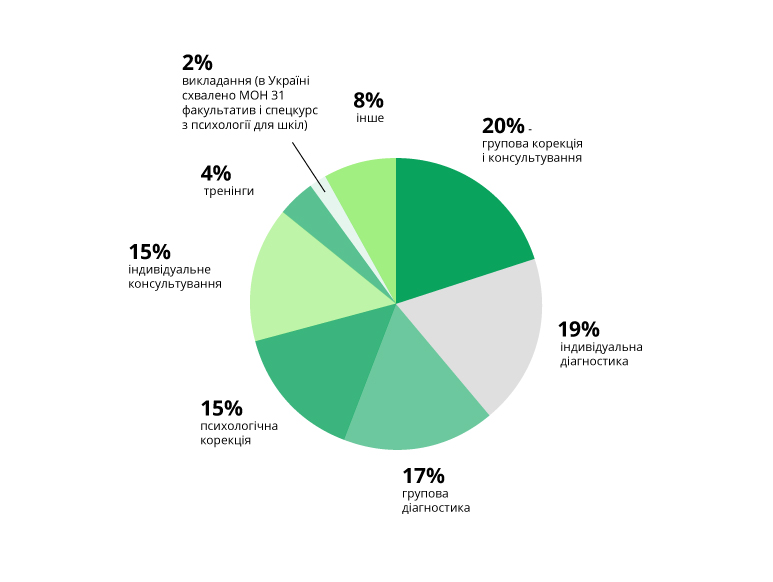 2%
викладання (в Україні
схвалено МОН 31
факультатив і спецкурс
з психології для шкіл)
8%
інше
20% -
групова корекція
і консультування
4%
тренінги
15%
індивідуальне
консультування
19%
індивідуальна
діагностика
15%
психологічна
корекція
17%
групова
діагностика